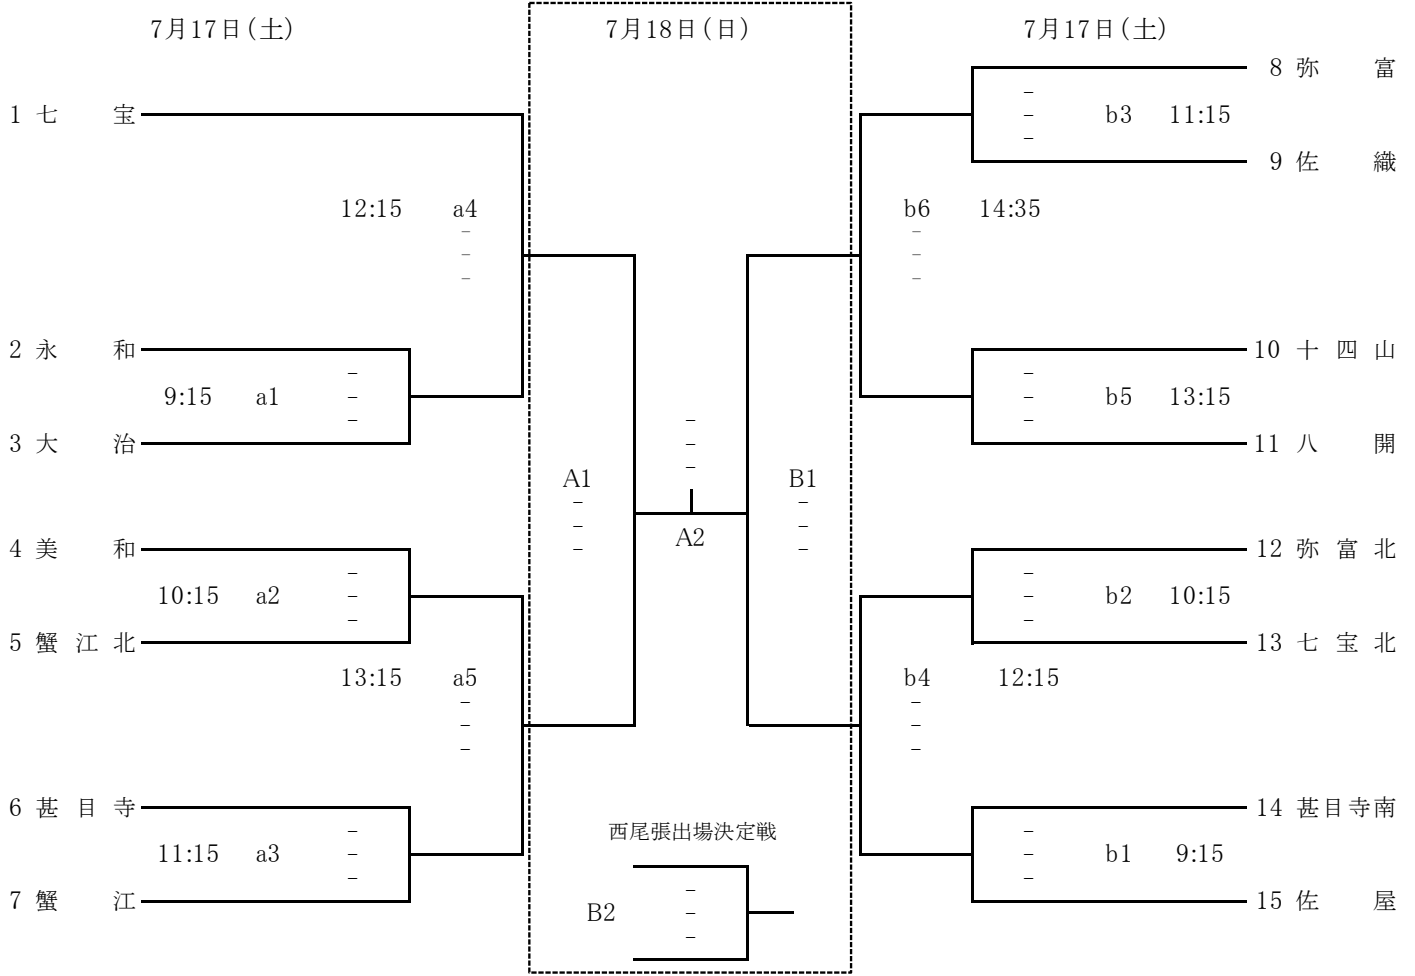 7月17日(土) 7月18日(日) 7月17日(土)
8 弥 富
1 七 宝
b3 11:15
9 佐 織
12:15 a4
b6 14:35
2 永 和
10 十 四 山
9:15 a1
b5 13:15
3 大 治
11 八 開
A1
B1
A2
4 美 和
12 弥 富 北
10:15 a2
b2 10:15
5 蟹 江 北
13 七 宝 北
13:15 a5
b4 12:15
6 甚 目 寺
14 甚目寺南
西尾張出場決定戦
11:15 a3
b1 9:15
7 蟹 江
B2
15 佐 屋